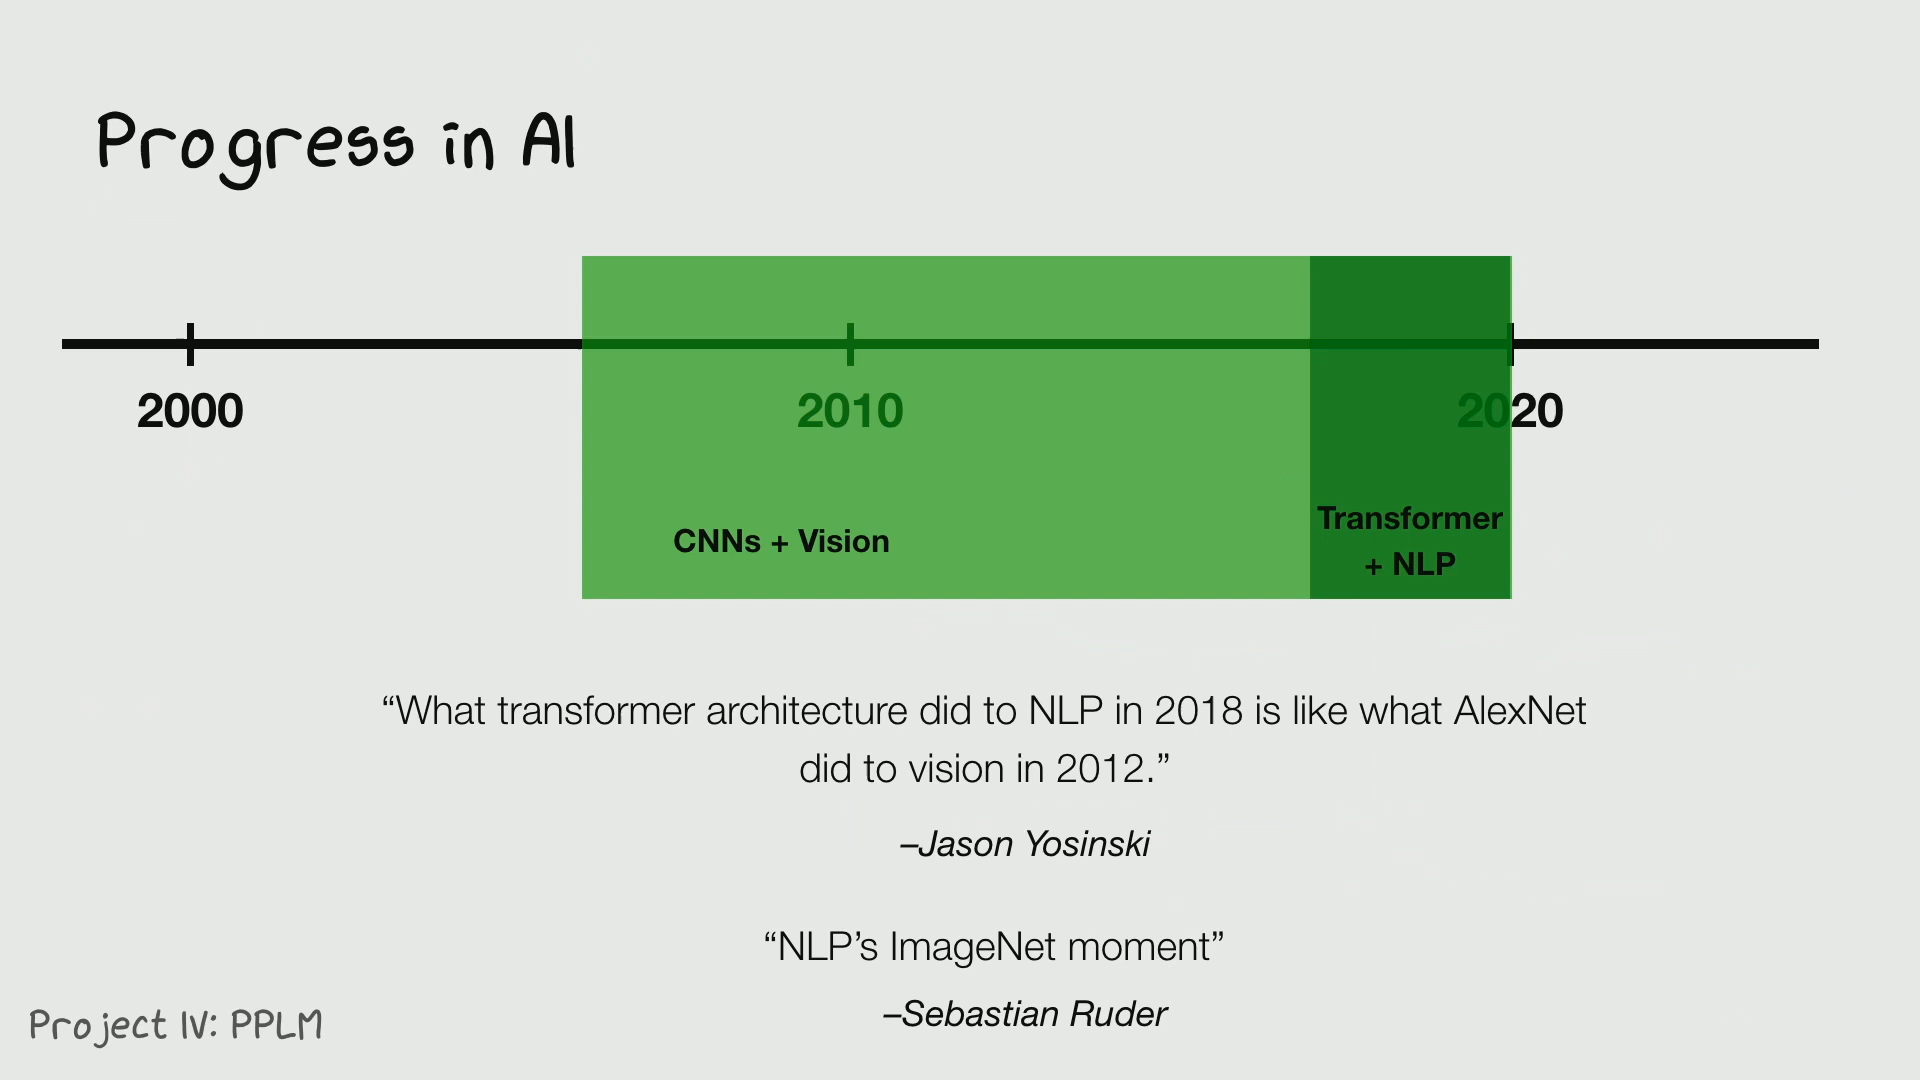 Progress in AI
2000
2010
2020
CNNs + Vision
Transformer
+ NLP
“What transformer architecture did to NLP in 2018 is like what AlexNet
did to vision in 2012.”
–Jason Yosinski
“NLP’s ImageNet moment”
–Sebastian Ruder
Project IV: PPLM